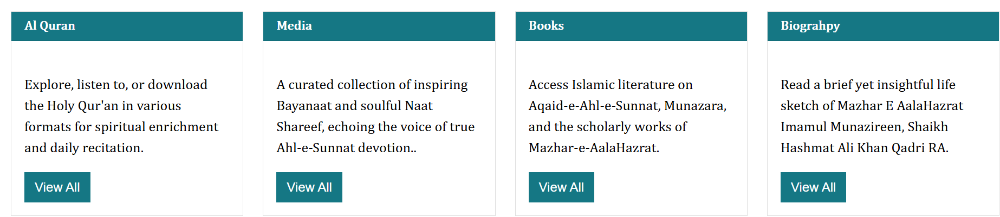 Al Quran
Explore, listen to, or download
the Holy Qur'an in various
formats for spiritual enrichment
and daily recitation.
View All
Media
A curated collection of inspiring
Bayanaat and soulful Naat
Shareef, echoing the voice of true
Ahl-e-Sunnat devotion..
View All
Books
Access Islamic literature on
Aqaid-e-Ahl-e-Sunnat, Munazara,
and the scholarly works of
Mazhar-e-AalaHazrat.
View All
Biograhpy
Read a brief yet insightful life
sketch of Mazhar E AalaHazrat
Imamul Munazireen, Shaikh
Hashmat Ali Khan Qadri RA.
View All